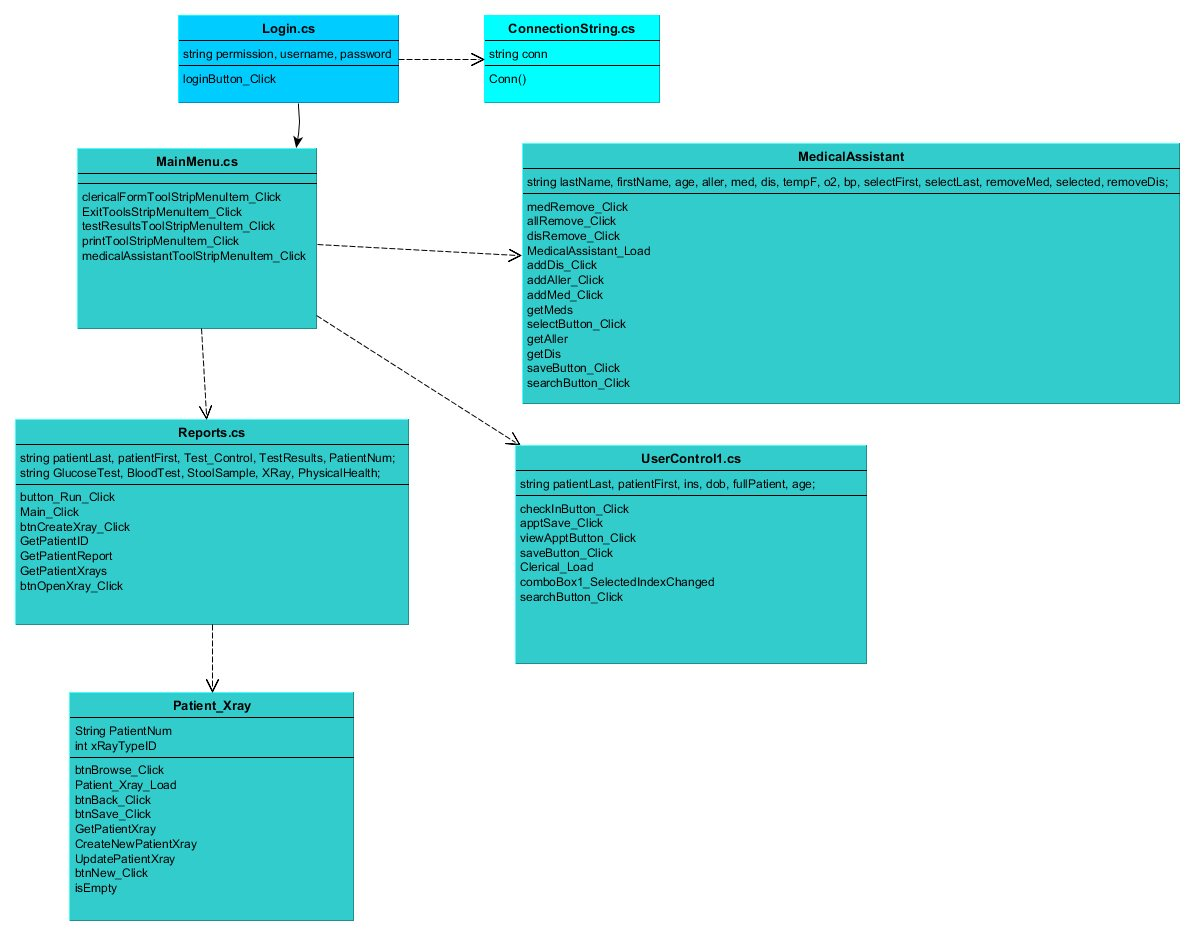 Login.cs
string permission, username, password
loginButton_Click
ConnectionString.cs
string conn
Conn()
MainMenu.cs
clericalFormToolStripMenuItem_Click
ExitToolsStripMenuItem_Click
testResultsToolStripMenuItem_Click
printToolStripMenuItem_Click
medicalAssistantToolStripMenuItem_Click
MedicalAssistant
string lastName, firstName, age, aller, med, dis, tempF, o2, bp, selectFirst, selectLast, removeMed, selected, removeDis;
medRemove_Click
allRemove_Click
disRemove_Click
MedicalAssistant_Load
addDis_Click
addAller_Click
addMed_Click
getMeds
selectButton_Click
getAller
getDis
saveButton_Click
searchButton_Click
Reports.cs
string patientLast, patientFirst, Test_Control, TestResults, PatientNum;
string GlucoseTest, BloodTest, StoolSample, XRay, PhysicalHealth;
button_Run_Click
Main_Click
btnCreateXray_Click
GetPatientID
GetPatientReport
GetPatientXrays
btnOpenXray_Click
UserControl1.cs
string patientLast, patientFirst, ins, dob, fullPatient, age;
checkInButton_Click
apptSave_Click
viewApptButton_Click
saveButton_Click
Clerical_Load
comboBox1_SelectedIndexChanged
searchButton_Click
Patient_Xray
String PatientNum
int xRayTypeID
btnBrowse_Click
Patient_Xray_Load
btnBack_Click
btnSave_Click
GetPatientXray
CreateNewPatientXray
UpdatePatientXray
btnNew_Click
isEmpty